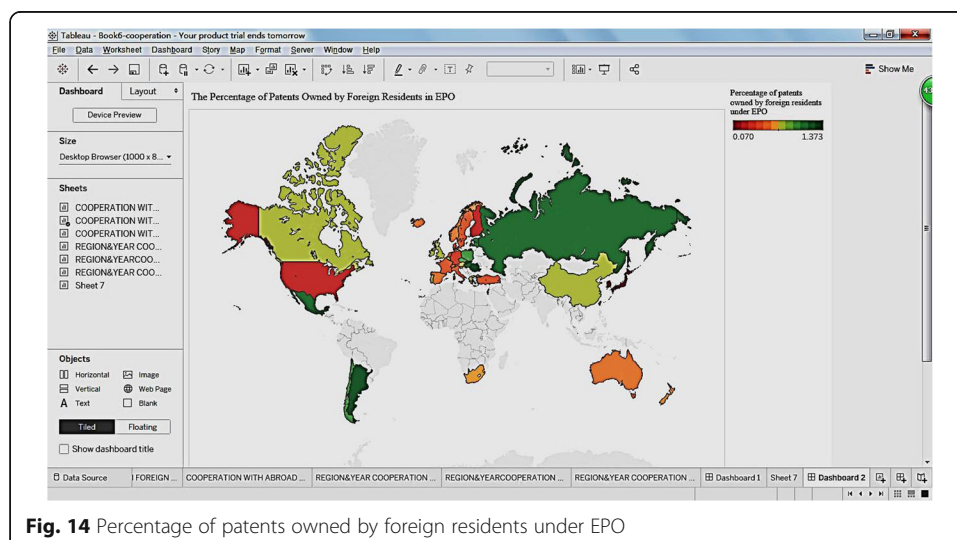 Tableau - Book6-cooperation - Your product trial ends tomorrow
File Data Worksheet Dashboard Story Map Format Server Window Help
Show Me
Dashboard Layout
Device Preview
Size
Desktop Browser (1000 x 8...
Sheets
COOPERATION WIT...
COOPERATION WIT...
COOPERATION WIT...
REGION&YEAR COO...
REGION&YEARCOO...
REGION&YEAR COO...
Sheet 7
Objects
Horizontal Image
Vertical Web Page
A Text Blank
Tiled Floating
Show dashboard title
The Percentage of Patents Owned by Foreign Residents in EPO
Percentage of patents
owned by foreign residents
under EPO
0.070 1.373
Data Source FOREIGN ... COOPERATION WITH ABROAD ... REGION&YEAR COOPERATION ... REGION&YEARCOOPERATION ... REGION&YEAR COOPERATION ... Dashboard 1 Sheet 7 Dashboard 2
Fig. 14 Percentage of patents owned by foreign residents under EPO